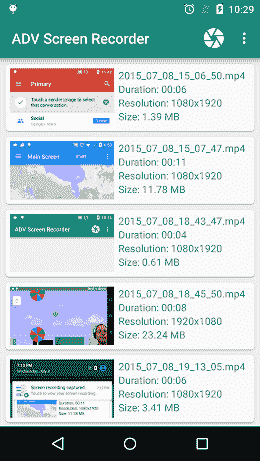 10:29
ADV Screen Recorder
Primary
Touch a sender image to select
that conversation.
Social
2015_07_08_15_06_50.mp4
Duration: 00:06
Resolution: 1080x1920
Size: 1.39 MB
Main Screen
START
2015_07_08_15_07_47.mp4
Duration: 00:11
Resolution: 1080x1920
Size: 11.78 MB
ADV Screen Recorder
2015_07_08_18_43_47.mp4
Duration: 00:04
Resolution: 1080x1920
Size: 0.61 MB
2015_07_08_18_45_50.mp4
Duration: 00:08
Resolution: 1920x1080
Size: 23.24 MB
Screen recording captured
2015_07_08_19_13_05.mp4
Duration: 00:06
Resolution: 1080x1920
Size: 3.41 MB